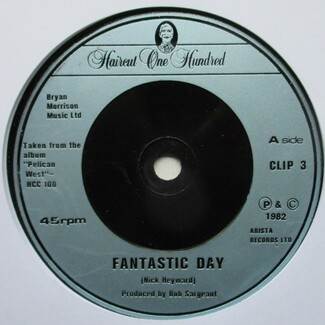 Haircut One Hundred
Bryan
Morrison
Music Ltd
Taken from the
album
"Pelican
West"-
HCC 100
45rpm
A side
CLIP 3
P & C
1982
ARISTA
RECORDS LTD
FANTASTIC DAY
(Nick Heyward)
Produced by Bob Sargeant